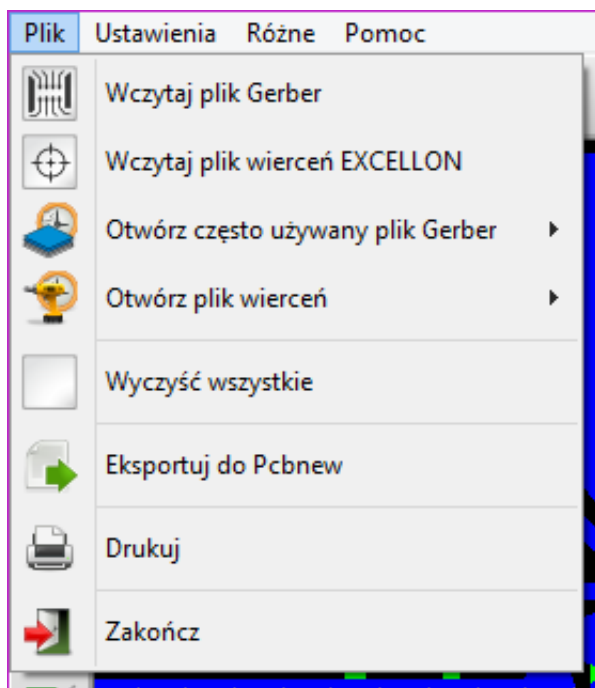 Plik Ustawienia Różne Pomoc
Wczytaj plik Gerber
Wczytaj plik wierceń EXCELLON
Otwórz często używany plik Gerber
Otwórz plik wierceń
Wyczyść wszystkie
Eksportuj do Pcbnew
Drukuj
Zakończ